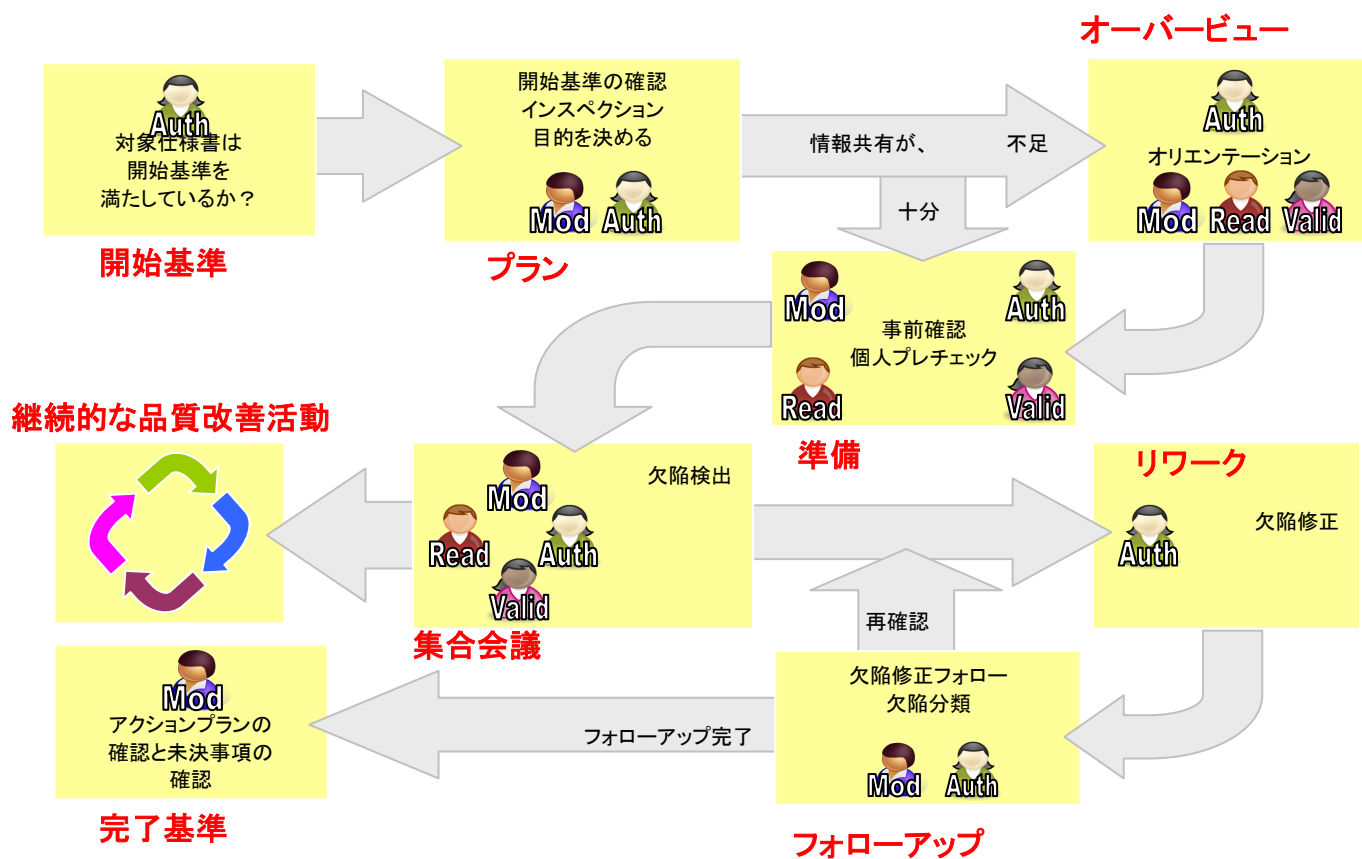 オーバービュー
Auth
対象仕様書は
開始基準を
満たしているか？
開始基準
開始基準の確認
インスペクション
目的を決める
Mod Auth
プラン
情報共有が、 不足
十分
Auth
オリエンテーション
Mod Read Valid
Mod Auth
事前確認
個人プレチェック
Read Valid
準備
継続的な品質改善活動
欠陥検出
Mod
Read Auth
Valid
集合会議
リワーク
欠陥修正
Auth
再確認
欠陥修正フォロー
欠陥分類
Mod Auth
フォローアップ
フォローアップ完了
Mod
アクションプランの
確認と未決事項の
確認
完了基準